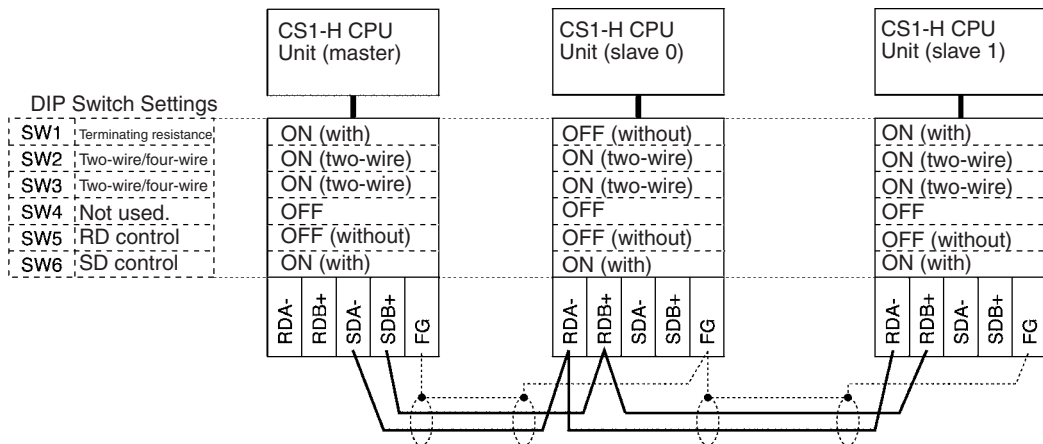 CS1-H CPU
Unit (master)
CS1-H CPU
Unit (slave 0)
CS1-H CPU
Unit (slave 1)
DIP Switch Settings
SW1 Terminating resistance ON (with) OFF (without) ON (with)
SW2 Two-wire/four-wire ON (two-wire) ON (two-wire) ON (two-wire)
SW3 Two-wire/four-wire ON (two-wire) ON (two-wire) ON (two-wire)
SW4 Not used. OFF OFF OFF
SW5 RD control OFF (without) OFF (without) OFF (without)
SW6 SD control ON (with) ON (with) ON (with)
RDA- RDB+ SDA- SDB+ FG RDA- RDB+ SDA- SDB+ FG RDA- RDB+ SDA- SDB+ FG